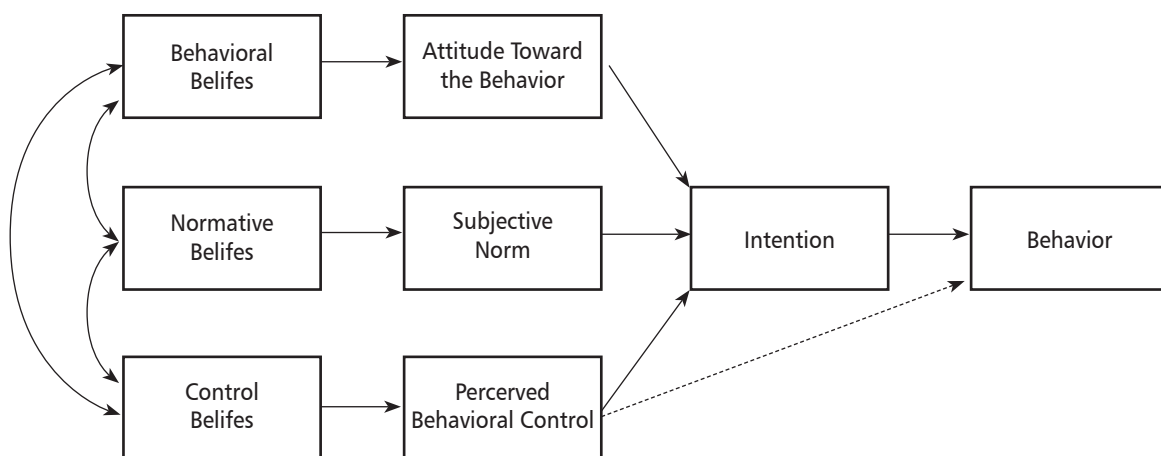 Behavioral
Belifes
Attitude Toward
the Behavior
Normative
Belifes
Subjective
Norm
Intention
Behavior
Control
Belifes
Percerved
Behavioral Control